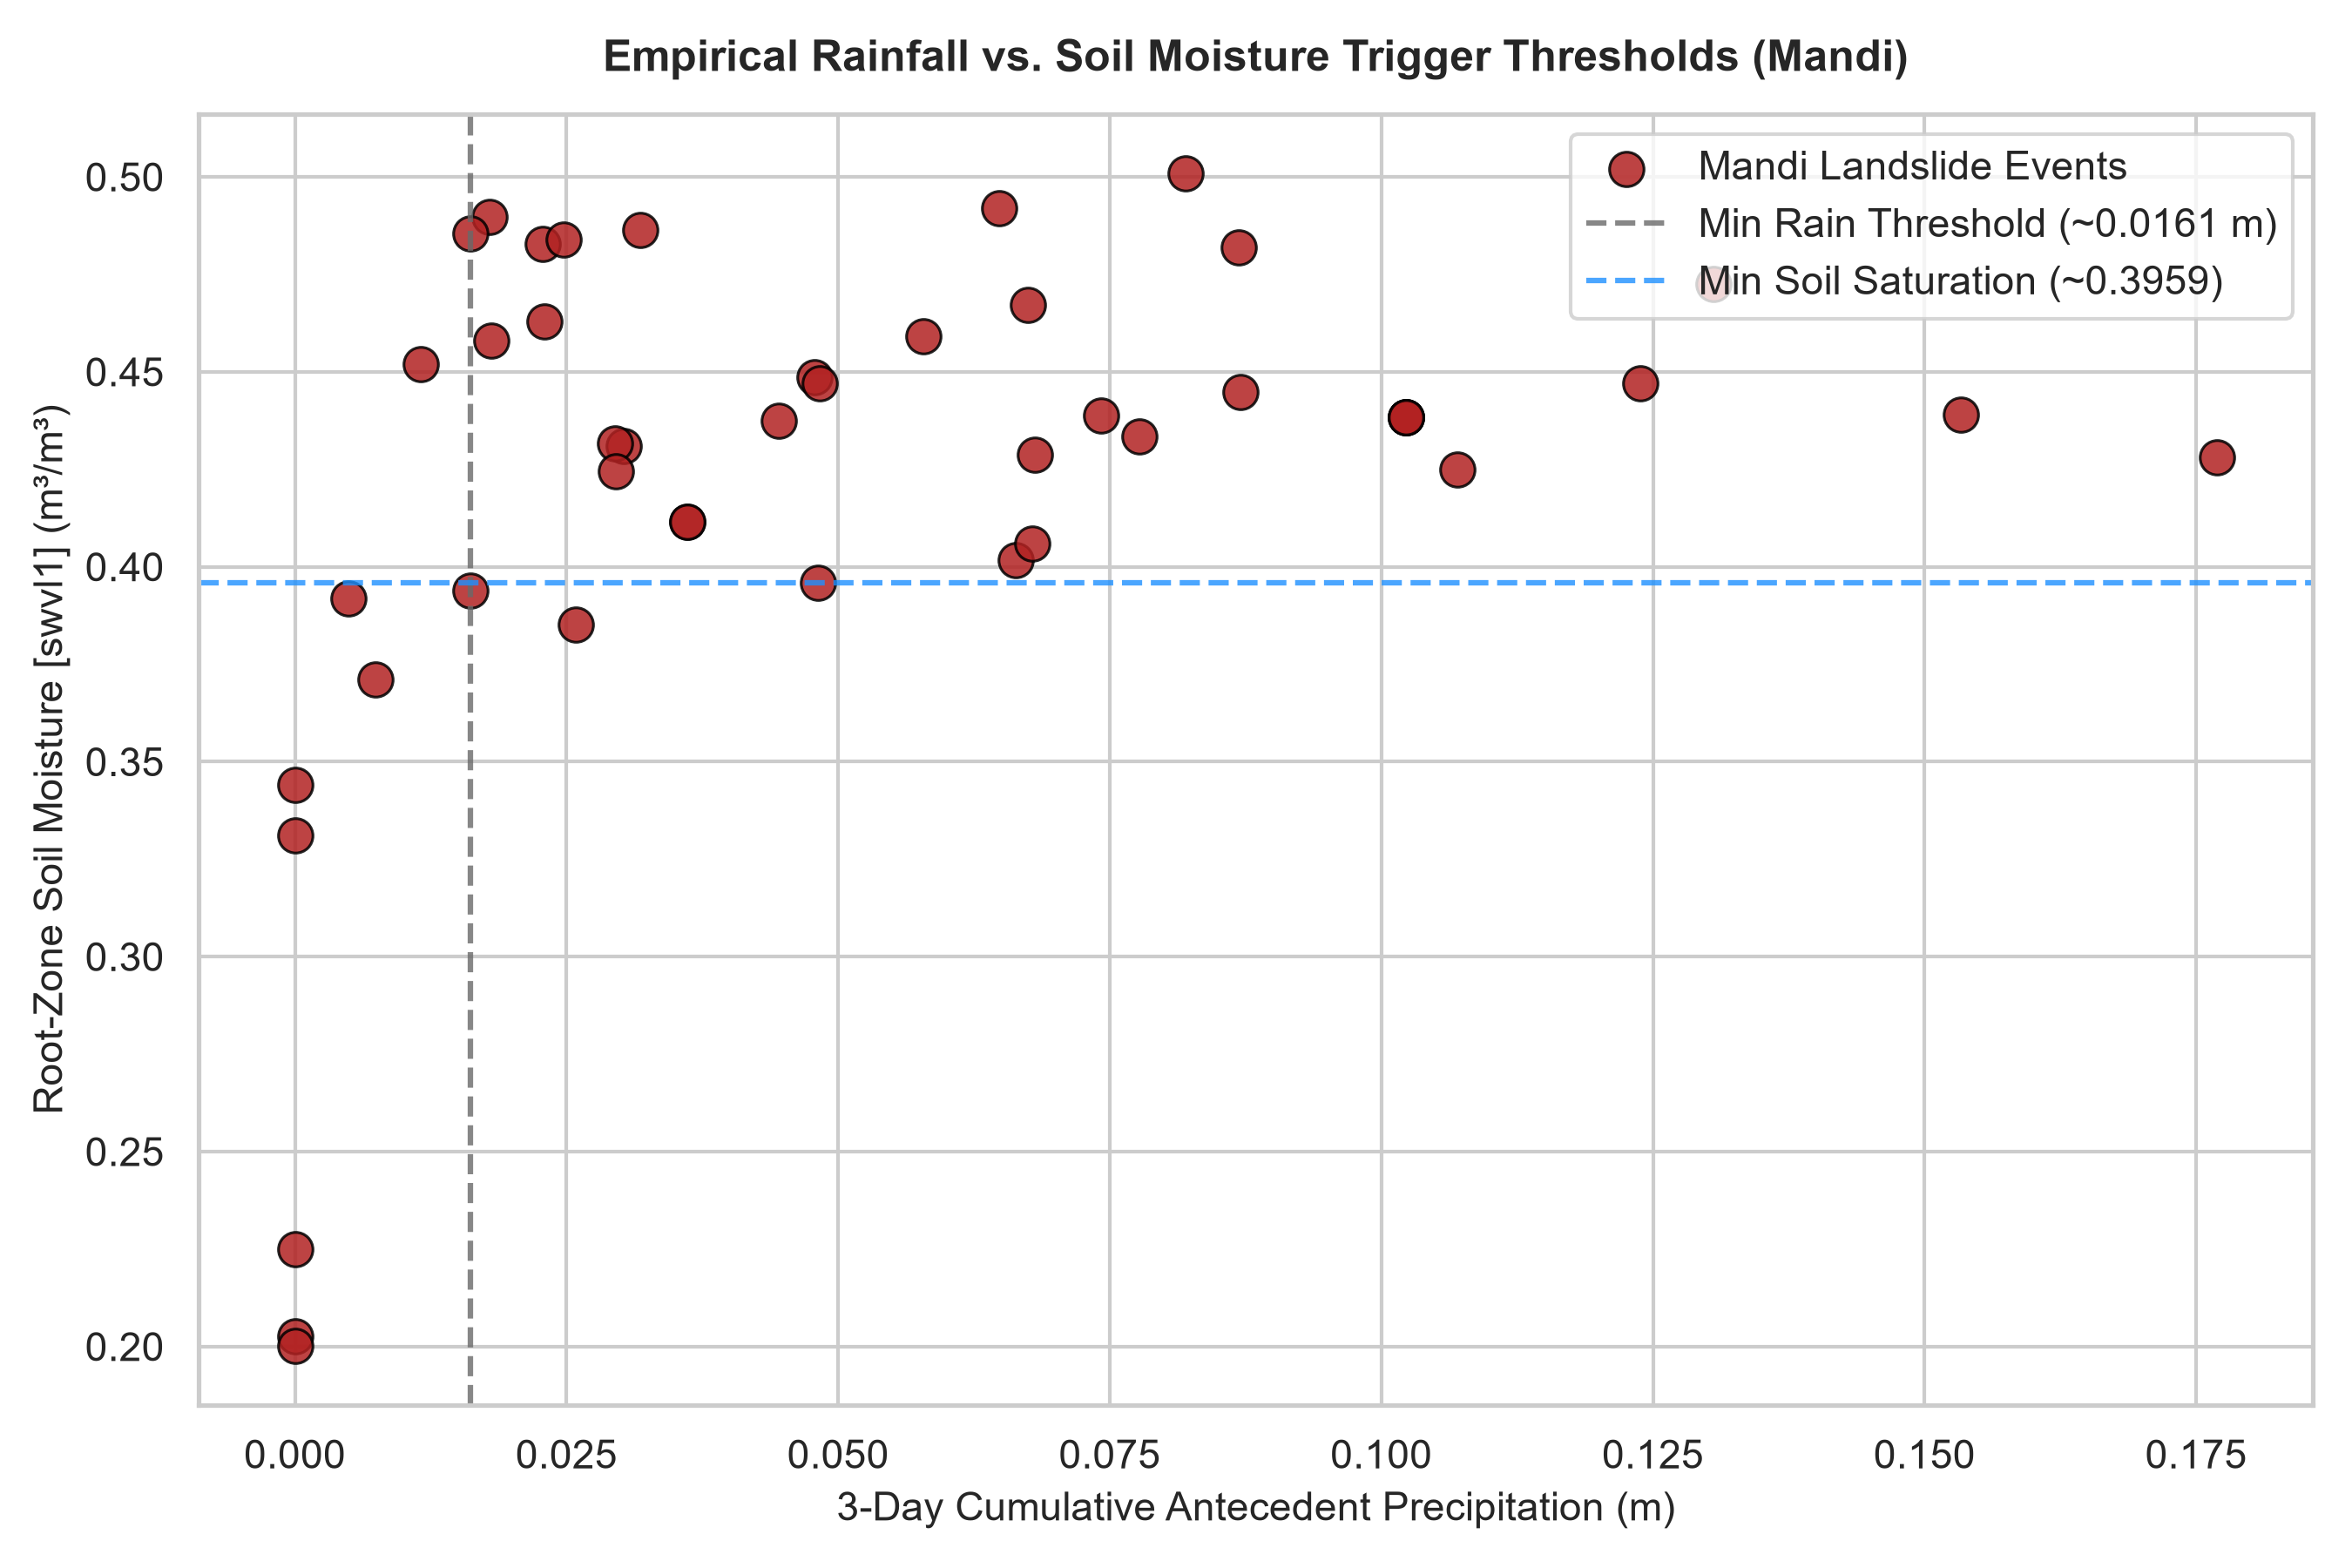 Empirical Rainfall vs. Soil Moisture Trigger Thresholds (Mandi)
Mandi Landslide Events
Min Rain Threshold (~0.0161 m)
Min Soil Saturation (~0.3959)
Root-Zone Soil Moisture [swvl1] (m³/m³)
0.50
0.45
0.40
0.35
0.30
0.25
0.20
0.000 0.025 0.050 0.075 0.100 0.125 0.150 0.175
3-Day Cumulative Antecedent Precipitation (m)